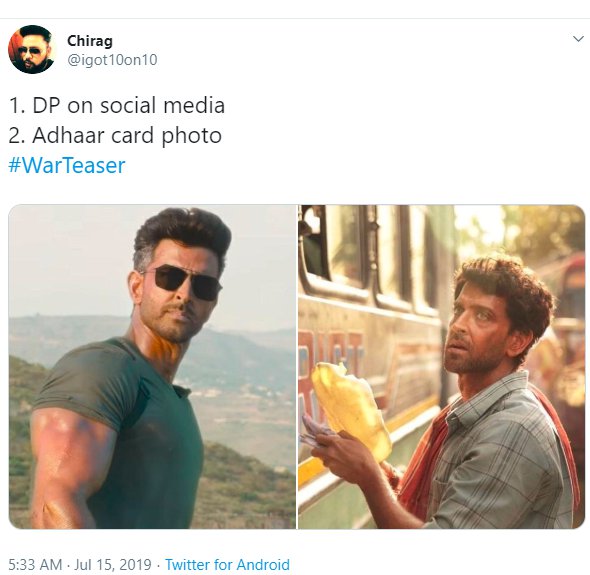 Chirag
@igot10on10
1. DP on social media
2. Adhaar card photo
#WarTeaser
5:33 AM · Jul 15, 2019 · Twitter for Android